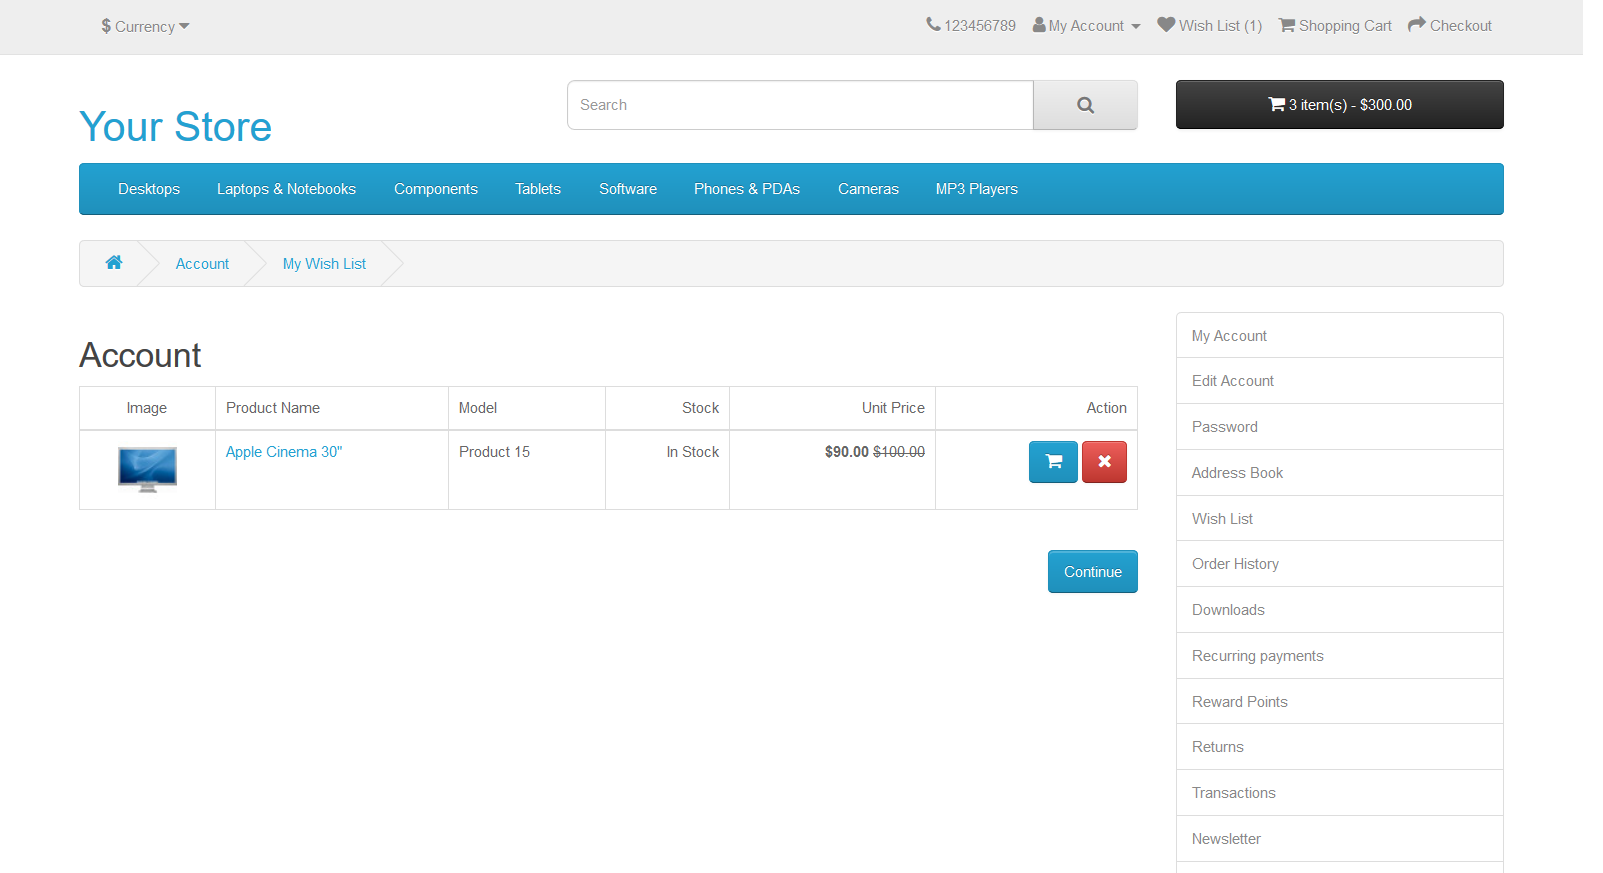 $ Currency
123456789 My Account Wish List (1) Shopping Cart Checkout
Your Store
Search
3 item(s) - $300.00
Desktops Laptops & Notebooks Components Tablets Software Phones & PDAs Cameras MP3 Players
Account My Wish List
Account
Image Product Name Model Stock Unit Price Action
Apple Cinema 30" Product 15 In Stock $90.00 $100.00
Continue
My Account
Edit Account
Password
Address Book
Wish List
Order History
Downloads
Recurring payments
Reward Points
Returns
Transactions
Newsletter